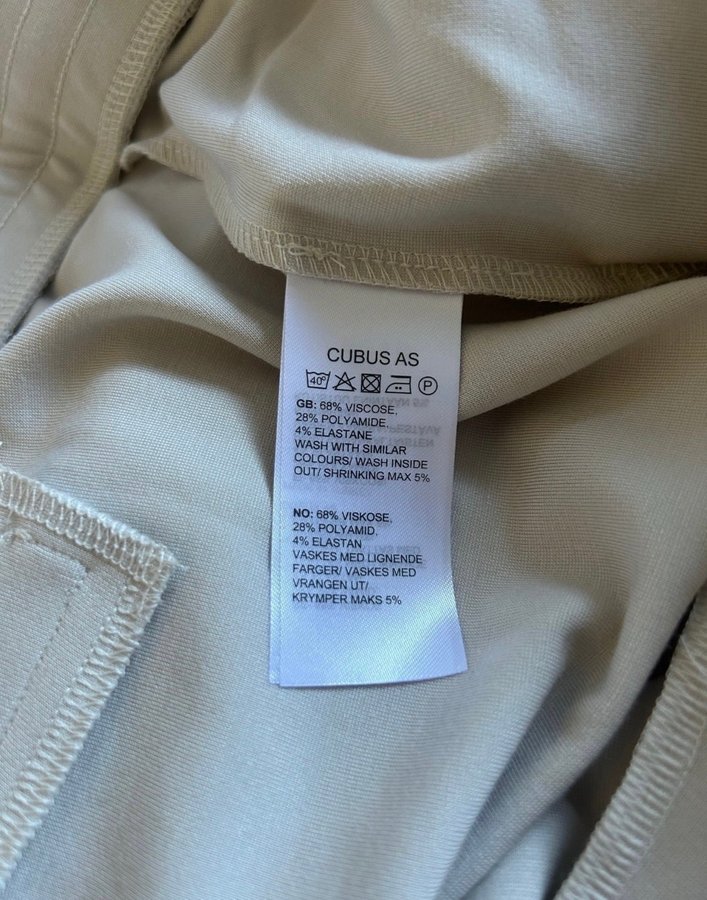 CUBUS AS
40° P
GB: 68% VISCOSE,
28% POLYAMIDE,
4% ELASTANE
WASH WITH SIMILAR
COLOURS/ WASH INSIDE
OUT/ SHRINKING MAX 5%
NO: 68% VISKOSE,
28% POLYAMID,
4% ELASTAN
VASKES MED LIGNENDE
FARGER/ VASKES MED
VRANGEN UT/
KRYMPER MAKS 5%